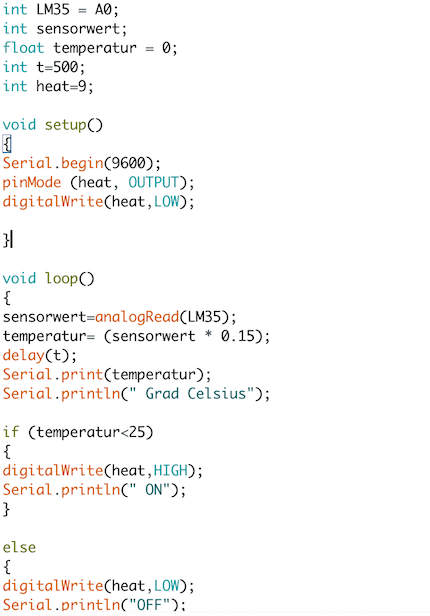 int LM35 = A0;
int sensorwert;
float temperatur = 0;
int t=500;
int heat=9;
void setup()
{
Serial.begin(9600);
pinMode (heat, OUTPUT);
digitalWrite(heat,LOW);
}
void loop()
{
sensorwert=analogRead(LM35);
temperatur= (sensorwert * 0.15);
delay(t);
Serial.print(temperatur);
Serial.println(" Grad Celsius");
if (temperatur<25)
{
digitalWrite(heat,HIGH);
Serial.println(" ON");
}
else
{
digitalWrite(heat,LOW);
Serial.println("OFF");